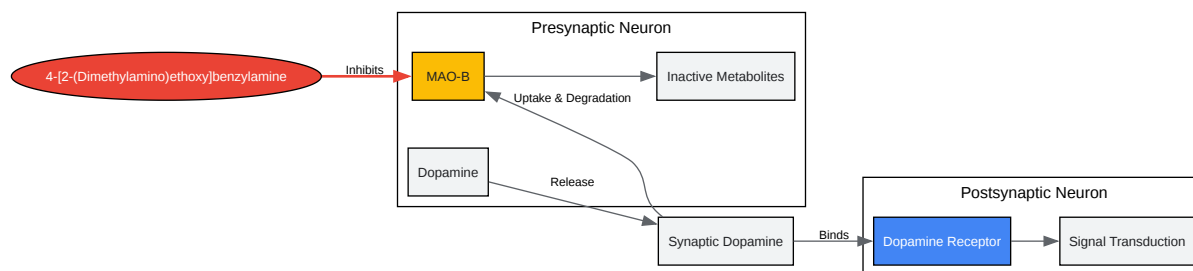 Presynaptic Neuron
4-[2-(Dimethylamino)ethoxy]benzylamine
Inhibits
MAO-B
Inactive Metabolites
Uptake & Degradation
Dopamine
Release
Synaptic Dopamine
Binds
Postsynaptic Neuron
Dopamine Receptor
Signal Transduction